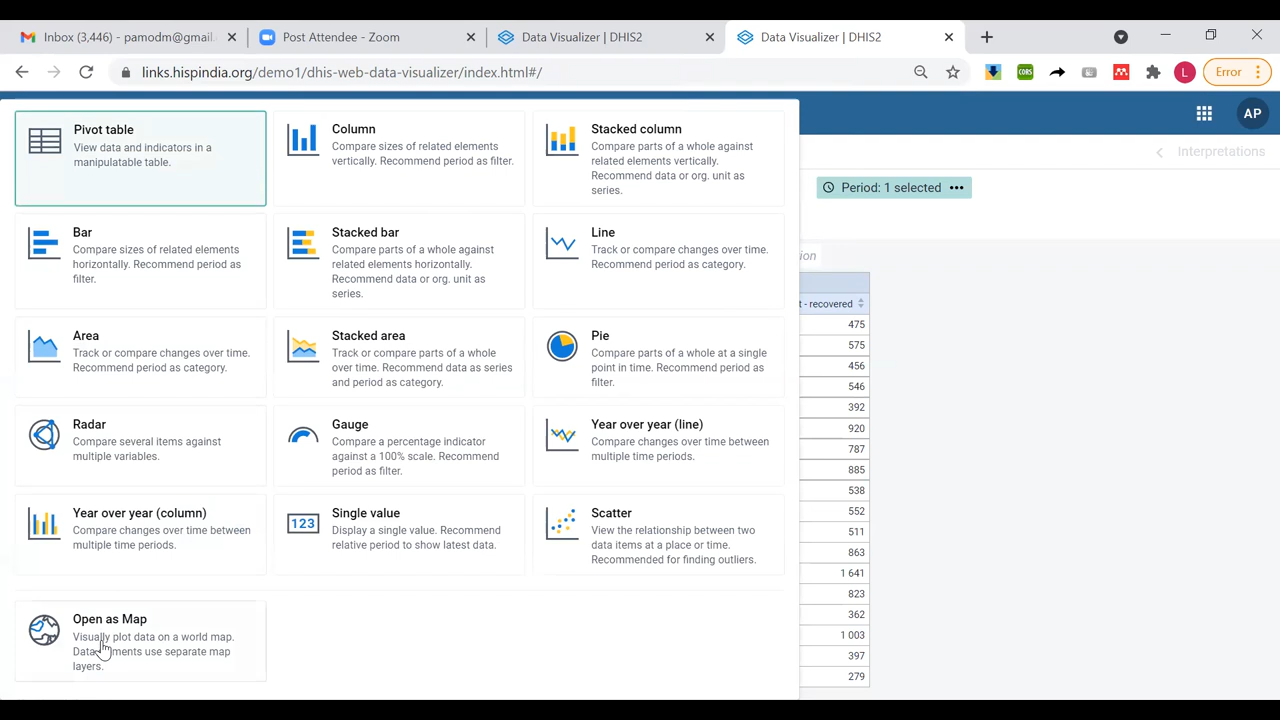 Inbox (3,446) - pamodm@gmail.
Post Attendee - Zoom
Data Visualizer | DHIS2
Data Visualizer | DHIS2
links.hispindia.org/demo1/dhis-web-data-visualizer/index.html#/
CORS
L
Error
AP
Interpretations
Period: 1 selected
Pivot table
View data and indicators in a
manipulatable table.
Column
Compare sizes of related elements
vertically. Recommend period as filter.
Stacked column
Compare parts of a whole against
related elements vertically.
Recommend data or org. unit as
series.
Bar
Compare sizes of related elements
horizontally. Recommend period as
filter.
Stacked bar
Compare parts of a whole against
related elements horizontally.
Recommend data or org. unit as
series.
Line
Track or compare changes over time.
Recommend period as category.
Area
Track or compare changes over time.
Recommend period as category.
Stacked area
Track or compare parts of a whole
over time. Recommend data as series
and period as category.
Pie
Compare parts of a whole at a single
point in time. Recommend period as
filter.
Radar
Compare several items against
multiple variables.
Gauge
Compare a percentage indicator
against a 100% scale. Recommend
period as filter.
Year over year (line)
Compare changes over time between
multiple time periods.
Year over year (column)
Compare changes over time between
multiple time periods.
123
Single value
Display a single value. Recommend
relative period to show latest data.
Scatter
View the relationship between two
data items at a place or time.
Recommended for finding outliers.
Open as Map
Visually plot data on a world map.
Data elements use separate map
layers.
ion
t - recovered
475
575
456
546
392
920
787
885
538
552
511
863
1 641
823
362
1 003
397
279